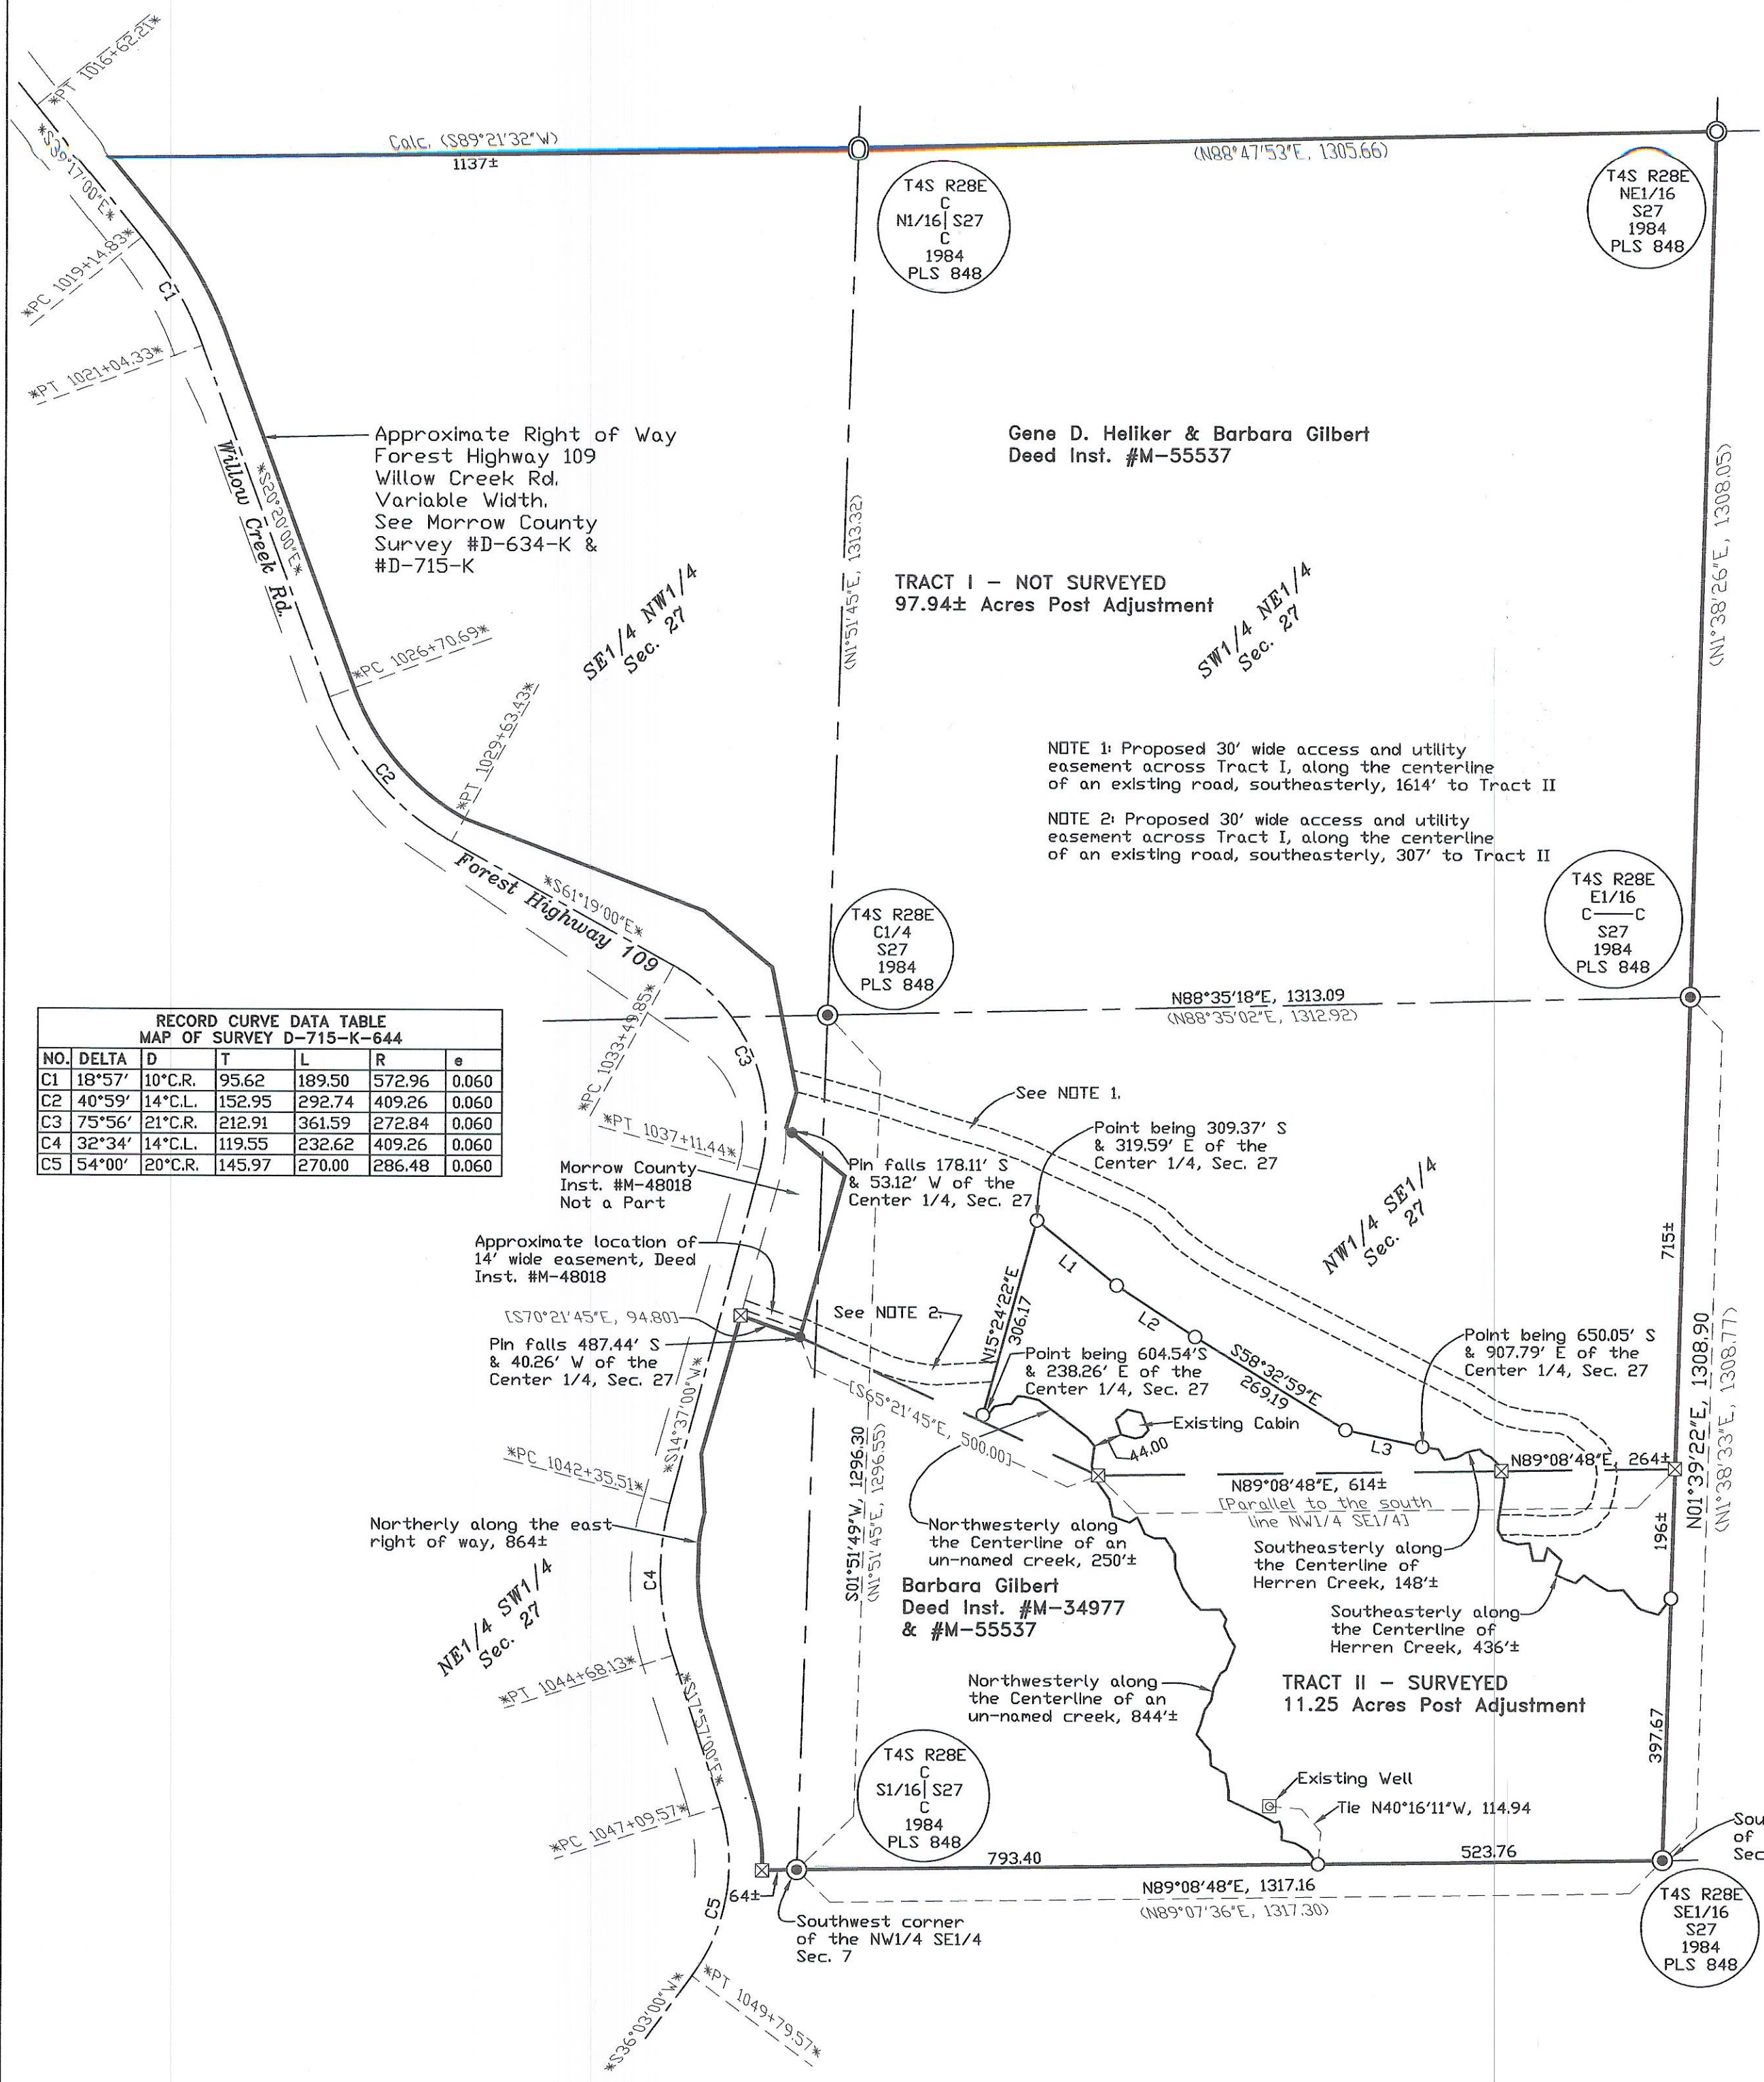 *PT 1016+62.21*
*S39°17'00"E*
Calc. (S89°21'32"W)
1137±
(N88°47'53"E, 1305.66)
T4S R28E
C
N1/16|S27
C
1984
PLS 848
T4S R28E
NE1/16
S27
1984
PLS 848
*PC 1019+14.83*
C1
*PT 1021+04.33*
Willow Creek Rd.
*S20°20'00"E*
Approximate Right of Way
Forest Highway 109
Willow Creek Rd.
Variable Width.
See Morrow County
Survey #D-634-K &
#D-715-K
Gene D. Heliker & Barbara Gilbert
Deed Inst. #M-55537
(N1°51'45"E, 1313.32)
(N1°38'26"E, 1308.05)
TRACT I - NOT SURVEYED
97.94± Acres Post Adjustment
SE1/4 NW1/4
Sec. 27
SW1/4 NE1/4
Sec. 27
*PC 1026+70.69*
*PT 1029+63.43*
C2
NOTE 1: Proposed 30' wide access and utility
easement across Tract I, along the centerline
of an existing road, southeasterly, 1614' to Tract II
NOTE 2: Proposed 30' wide access and utility
easement across Tract I, along the centerline
of an existing road, southeasterly, 307' to Tract II
Forest Highway 109
*S61°19'00"E*
T4S R28E
C1/4
S27
1984
PLS 848
T4S R28E
E1/16
C——C
S27
1984
PLS 848
N88°35'18"E, 1313.09
(N88°35'02"E, 1312.92)
RECORD CURVE DATA TABLE
MAP OF SURVEY D-715-K-644
NO. DELTA D T L R e
C1 18°57' 10°C.R. 95.62 189.50 572.96 0.060
C2 40°59' 14°C.L. 152.95 292.74 409.26 0.060
C3 75°56' 21°C.R. 212.91 361.59 272.84 0.060
C4 32°34' 14°C.L. 119.55 232.62 409.26 0.060
C5 54°00' 20°C.R. 145.97 270.00 286.48 0.060
*PC 1033+49.85*
C3
*PT 1037+11.44*
See NOTE 1.
Point being 309.37' S
& 319.59' E of the
Center 1/4, Sec. 27
Morrow County
Inst. #M-48018
Not a Part
Pin falls 178.11' S
& 53.12' W of the
Center 1/4, Sec. 27
NW1/4 SE1/4
Sec. 27
715±
Approximate location of
14' wide easement, Deed
Inst. #M-48018
[S70°21'45"E, 94.80]
See NOTE 2.
N15°24'22"E
306.17
L1
L2
S58°32'59"E
269.19
L3
Pin falls 487.44' S
& 40.26' W of the
Center 1/4, Sec. 27
Point being 604.54'S
& 238.26' E of the
Center 1/4, Sec. 27
Point being 650.05' S
& 907.79' E of the
Center 1/4, Sec. 27
*S14°37'00"W*
[S65°21'45"E, 500.00]
Existing Cabin
44.00
N01°39'22"E, 1308.90
(N1°38'33"E, 1308.77)
*PC 1042+35.51*
N89°08'48"E, 264±
N89°08'48"E, 614±
[Parallel to the south
line NW1/4 SE1/4]
S01°51'49"W, 1296.30
(N1°51'45"E, 1296.55)
196±
Northerly along the east
right of way, 864±
Northwesterly along
the Centerline of an
un-named creek, 250'±
Southeasterly along
the Centerline of
Herren Creek, 148'±
Barbara Gilbert
Deed Inst. #M-34977
& #M-55537
C4
NE1/4 SW1/4
Sec. 27
Southeasterly along
the Centerline of
Herren Creek, 436'±
*PT 1044+68.13*
*S17°57'00"E*
Northwesterly along
the Centerline of an
un-named creek, 844'±
TRACT II - SURVEYED
11.25 Acres Post Adjustment
397.67
T4S R28E
C
S1/16|S27
C
1984
PLS 848
Existing Well
Tie N40°16'11"W, 114.94
*PC 1047+09.57*
Sou
of
Sec
793.40
523.76
N89°08'48"E, 1317.16
(N89°07'36"E, 1317.30)
64±
C5
Southwest corner
of the NW1/4 SE1/4
Sec. 7
T4S R28E
SE1/16
S27
1984
PLS 848
*PT 1049+79.57*
*S36°03'00"W*